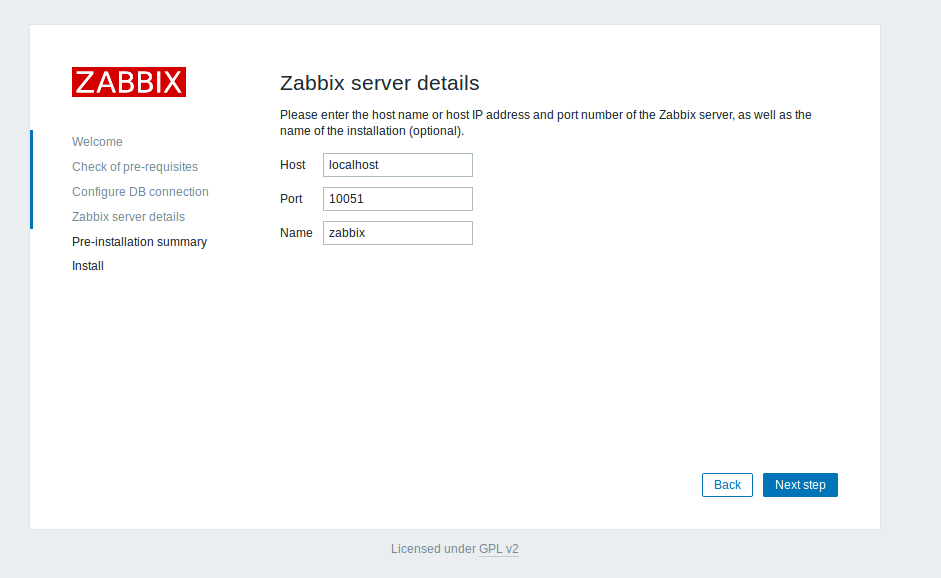 ZABBIX
Welcome
Check of pre-requisites
Configure DB connection
Zabbix server details
Pre-installation summary
Install
Zabbix server details
Please enter the host name or host IP address and port number of the Zabbix server, as well as the
name of the installation (optional).
Host localhost
Port 10051
Name zabbix
Back Next step
Licensed under GPL v2